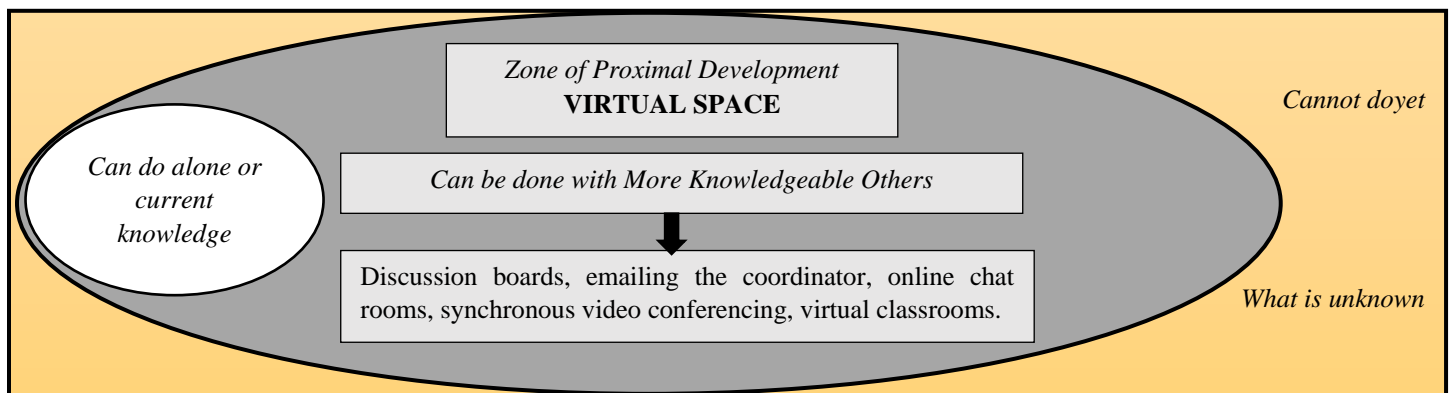 Zone of Proximal Development
VIRTUAL SPACE
Cannot doyet
Can do alone or
current
knowledge
Can be done with More Knowledgeable Others
Discussion boards, emailing the coordinator, online chat
rooms, synchronous video conferencing, virtual classrooms.
What is unknown